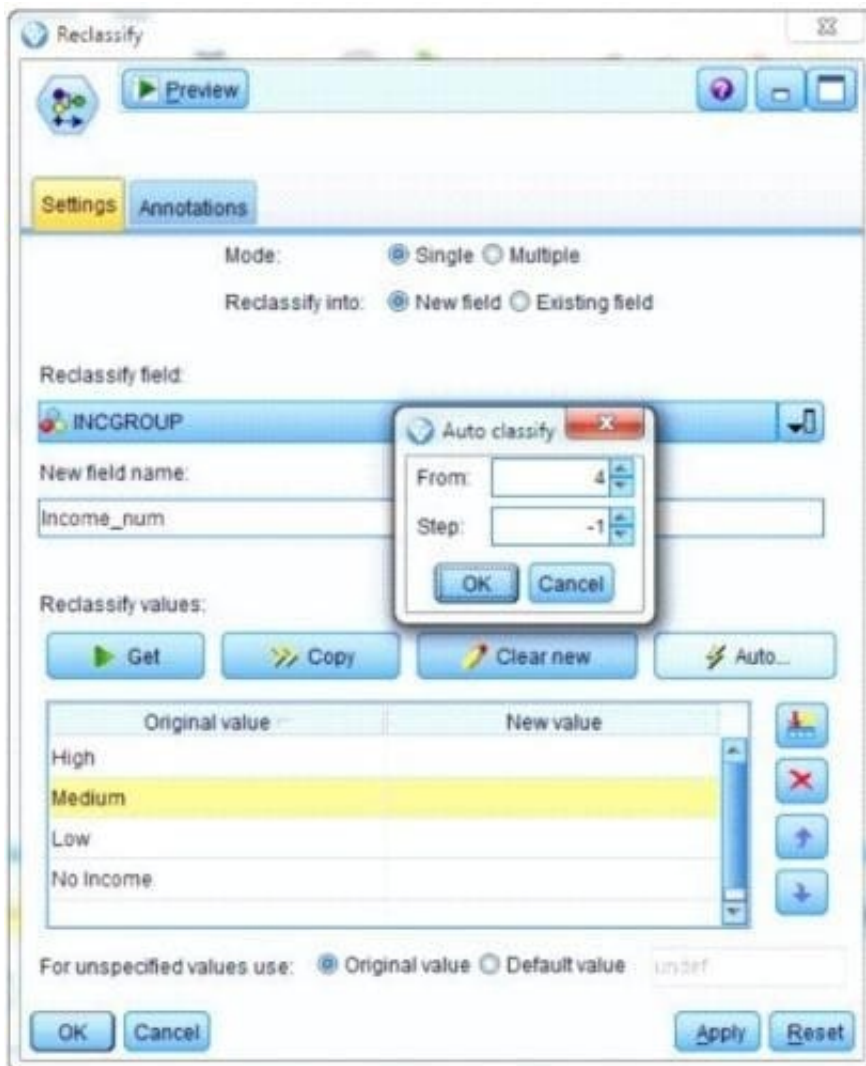 Reclassify
Preview
Settings Annotations
Mode: Single Multiple
Reclassify into: New field Existing field
Reclassify field:
INCGROUP
New field name:
Income_num
Auto classify
From: 4
Step: -1
OK Cancel
Reclassify values:
Get Copy Clear new Auto...
Original value New value
High
Medium
Low
No Income
For unspecified values use: Original value Default value undef
OK Cancel Apply Reset